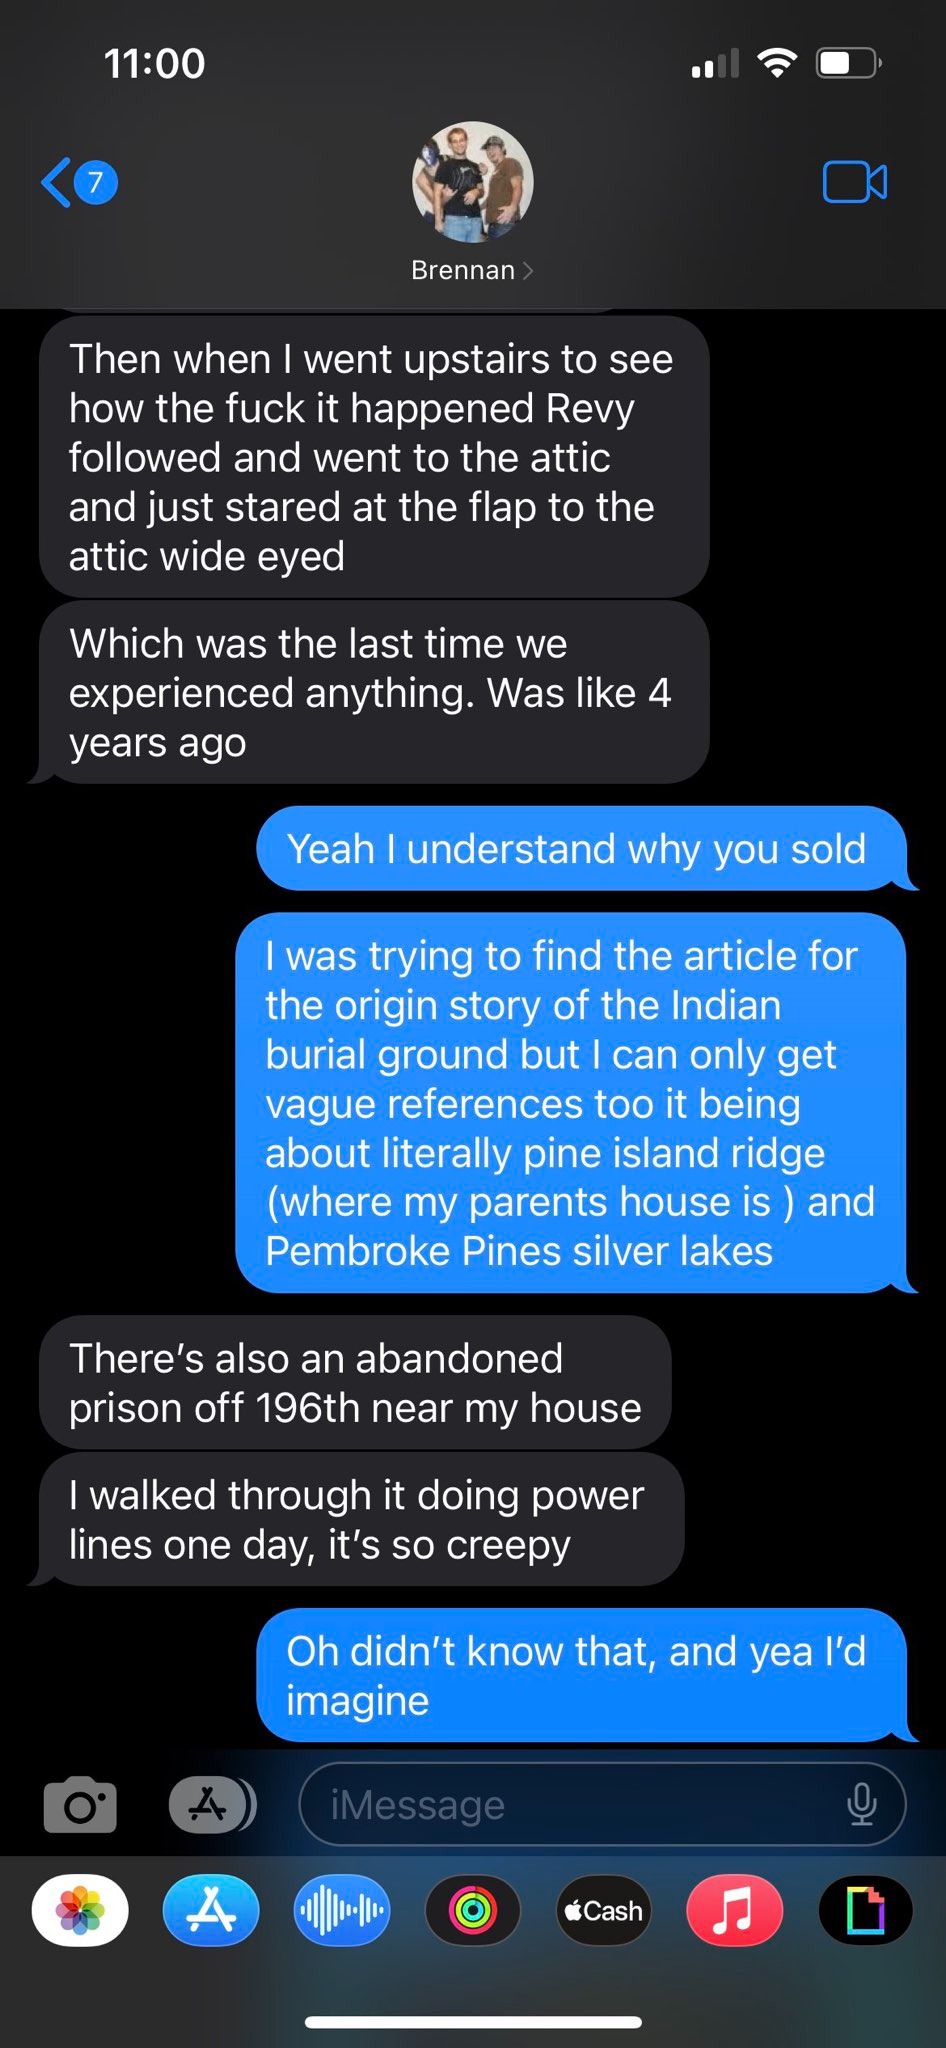 11:00
7
Brennan
Then when I went upstairs to see
how the fuck it happened Revy
followed and went to the attic
and just stared at the flap to the
attic wide eyed
Which was the last time we
experienced anything. Was like 4
years ago
Yeah I understand why you sold
I was trying to find the article for
the origin story of the Indian
burial ground but I can only get
vague references too it being
about literally pine island ridge
(where my parents house is ) and
Pembroke Pines silver lakes
There’s also an abandoned
prison off 196th near my house
I walked through it doing power
lines one day, it’s so creepy
Oh didn’t know that, and yea I’d
imagine
iMessage
Cash